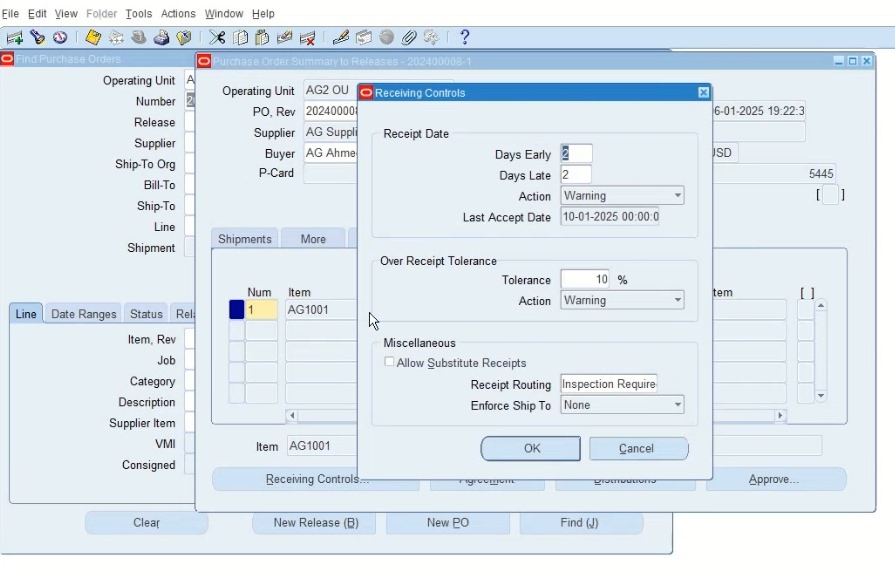 File Edit View Folder Tools Actions Window Help
Find Purchase Orders
Operating Unit A
Number 2
Release
Supplier
Ship-To Org
Bill-To
Ship-To
Line
Shipment
Line Date Ranges Status Rela
Item, Rev
Job
Category
Description
Supplier Item
VMI
Consigned
Clear New Release (B) New PO Find (J)
Purchase Order Summary to Releases - 202400008-1
Operating Unit AG2 OU
PO, Rev 202400008 6-01-2025 19:22:3
Supplier AG Suppli
Buyer AG Ahme JSD
P-Card 5445
[ ]
Shipments More
Num Item tem [ ]
1 AG1001
Item AG1001
Receiving Controls... Agreement Distributions Approve...
Receiving Controls
Receipt Date
Days Early 2
Days Late 2
Action Warning
Last Accept Date 10-01-2025 00:00:0
Over Receipt Tolerance
Tolerance 10 %
Action Warning
Miscellaneous
Allow Substitute Receipts
Receipt Routing Inspection Require
Enforce Ship To None
OK Cancel